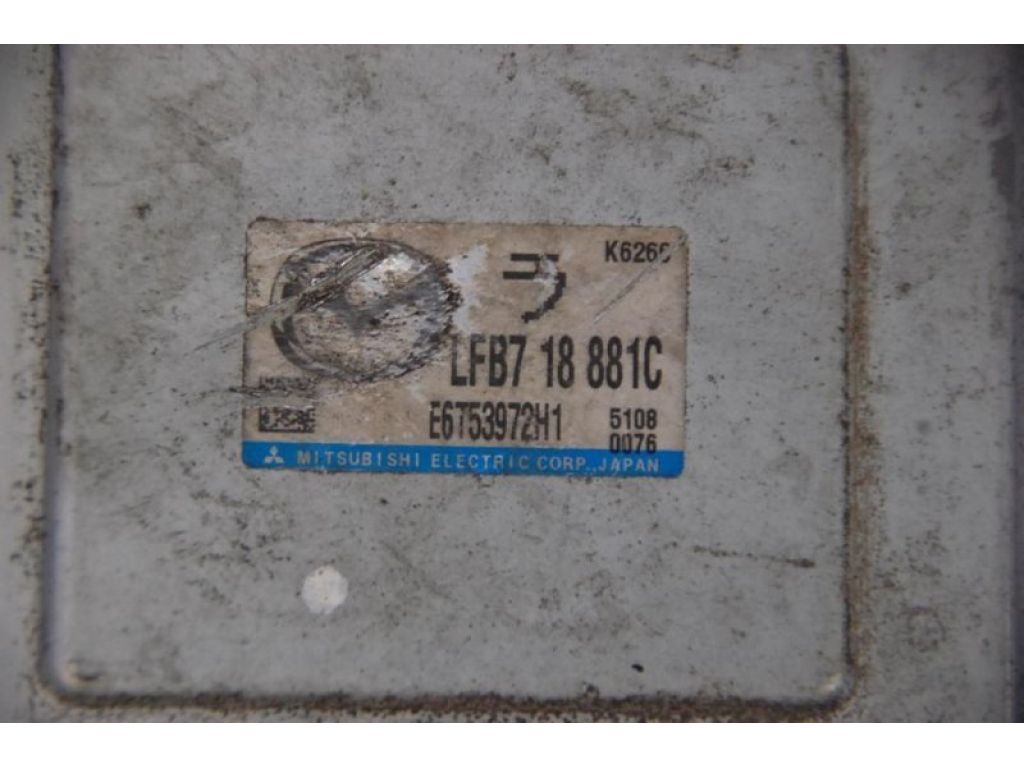 K626
LFB7 18 881C
E6T53972H1
5108
0076
MITSUBISHI ELECTRIC CORP., JAPAN